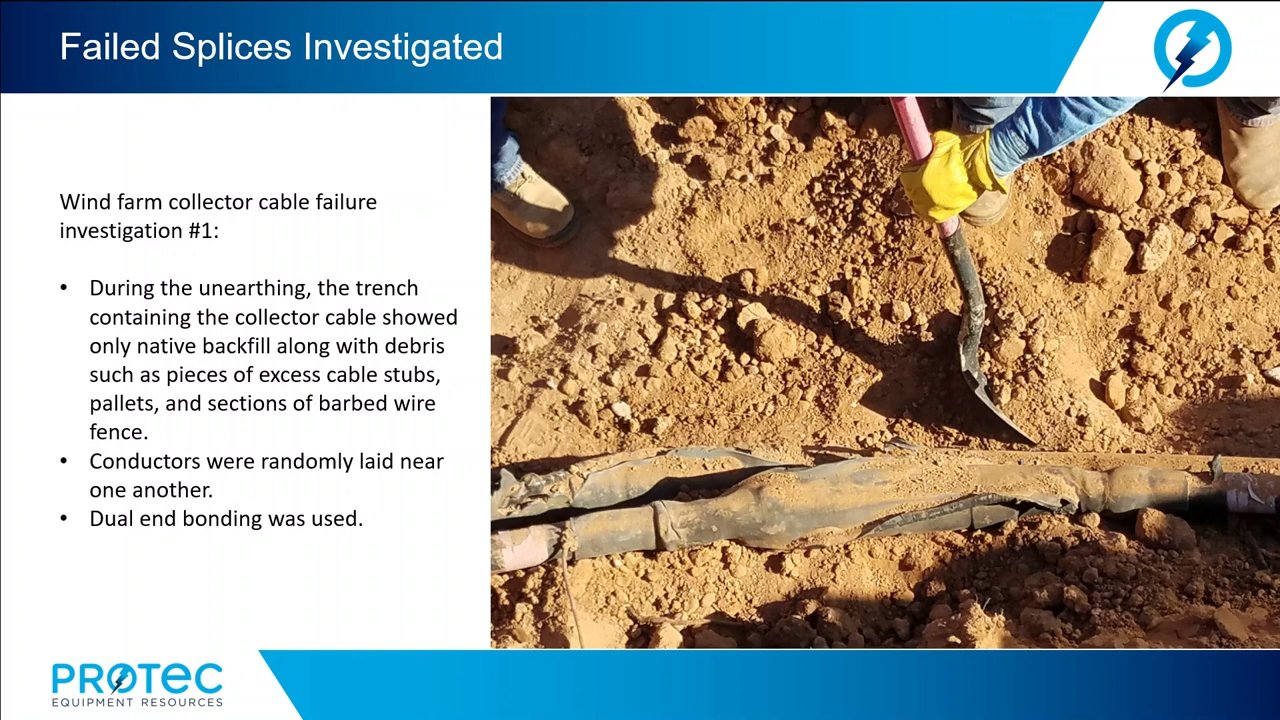 Failed Splices Investigated
Wind farm collector cable failure
investigation #1:
• During the unearthing, the trench
containing the collector cable showed
only native backfill along with debris
such as pieces of excess cable stubs,
pallets, and sections of barbed wire
fence.
• Conductors were randomly laid near
one another.
• Dual end bonding was used.
PROTEC
EQUIPMENT RESOURCES